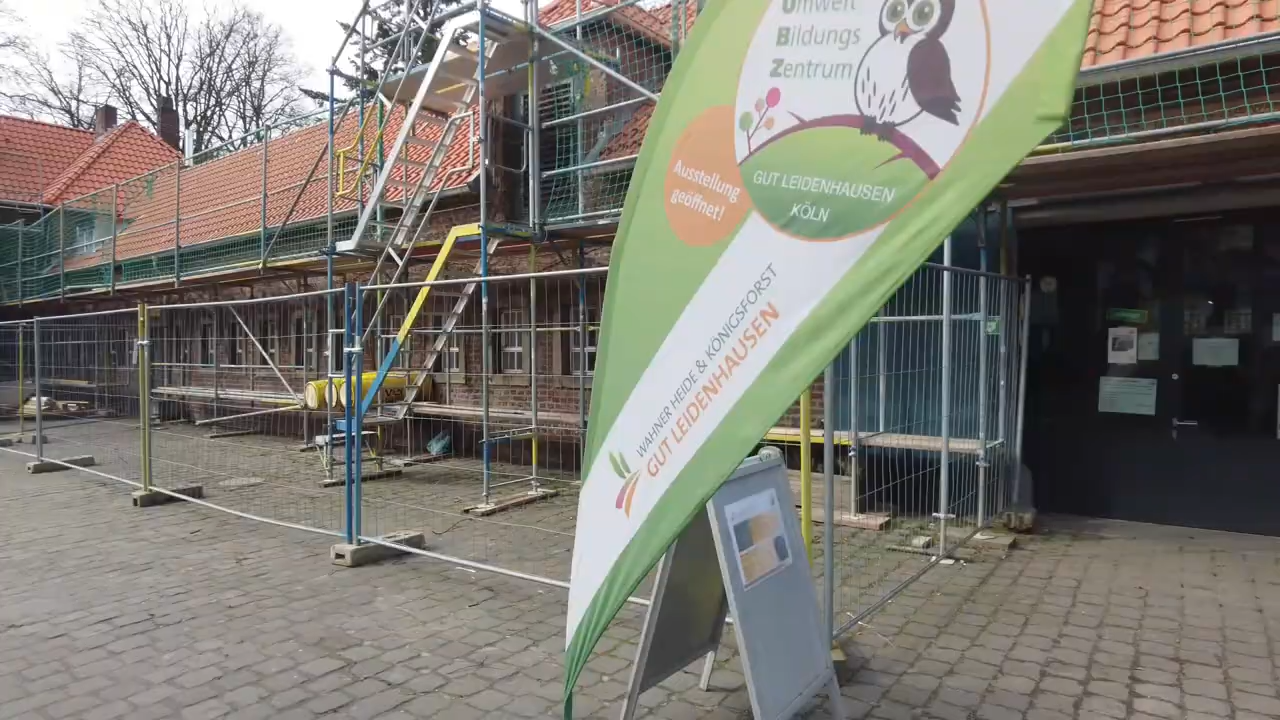 Umwelt
Bildungs
Zentrum
Ausstellung
geöffnet!
GUT LEIDENHAUSEN
KÖLN
WAHNER HEIDE & KÖNIGSFORST
GUT LEIDENHAUSEN